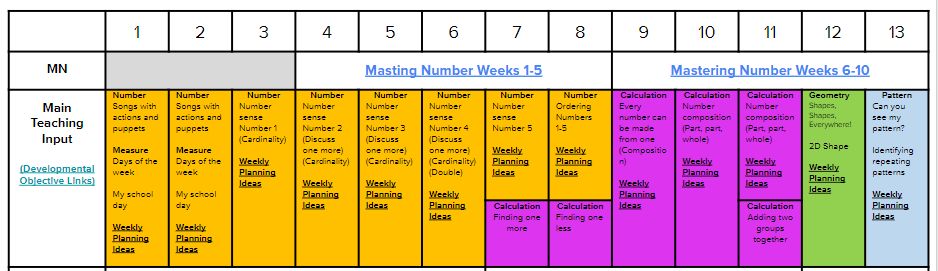 1 2 3 4 5 6 7 8 9 10 11 12 13
MN
Masting Number Weeks 1-5
Mastering Number Weeks 6-10
Main
Teaching
Input
(Developmental
Objective Links)
Number
Songs with
actions and
puppets
Measure
Days of the
week
My school
day
Weekly
Planning
Ideas
Number
Songs with
actions and
puppets
Measure
Days of the
week
My school
day
Weekly
Planning
Ideas
Number
Number
sense
Number 1
(Cardinality)
Weekly
Planning
Ideas
Number
Number
sense
Number 2
(Discuss
one more)
(Cardinality)
Weekly
Planning
Ideas
Number
Number
sense
Number 3
(Discuss
one more)
(Cardinality)
Weekly
Planning
Ideas
Number
Number
sense
Number 4
(Discuss
one more)
(Cardinality)
(Double)
Weekly
Planning
Ideas
Number
Number
sense
Number 5
Weekly
Planning
Ideas
Calculation
Finding one
more
Number
Ordering
Numbers
1-5
Weekly
Planning
Ideas
Calculation
Finding one
less
Calculation
Every
number can
be made
from one
(Compositio
n)
Weekly
Planning
Ideas
Calculation
Number
composition
(Part, part,
whole)
Weekly
Planning
Ideas
Calculation
Number
composition
(Part, part,
whole)
Weekly
Planning
Ideas
Calculation
Adding two
groups
together
Geometry
Shapes,
Shapes,
Everywhere!
2D Shape
Weekly
Planning
Ideas
Pattern
Can you
see my
pattern?
Identifying
repeating
patterns
Weekly
Planning
Ideas